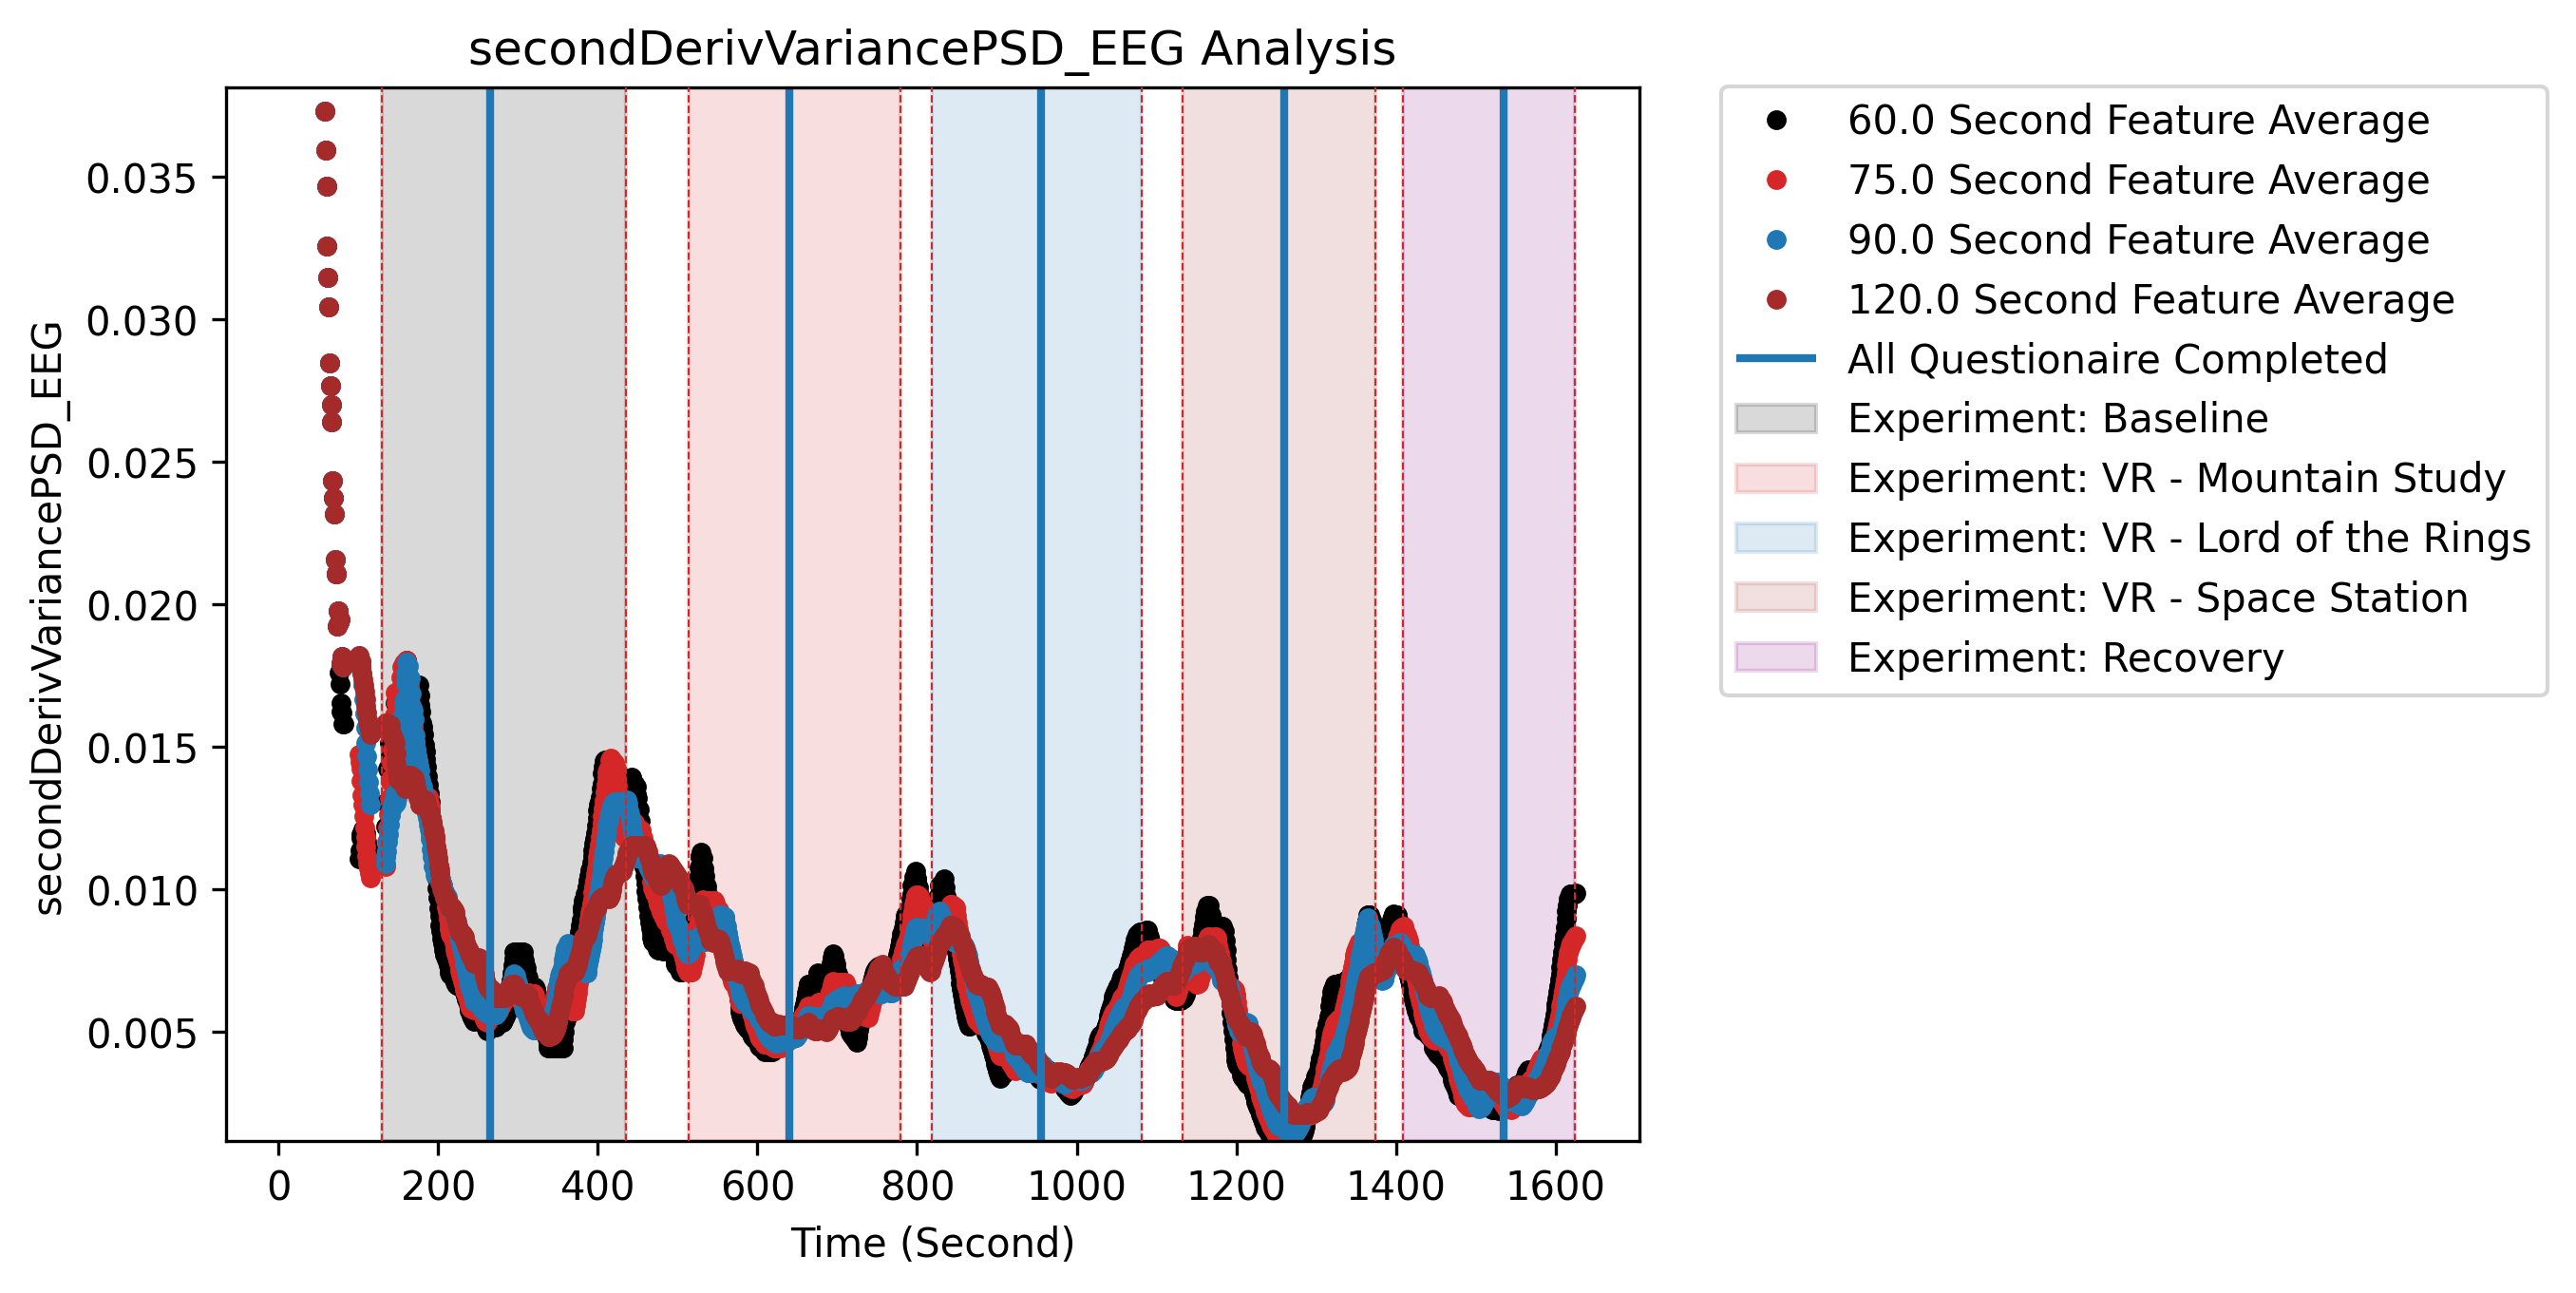 secondDerivVariancePSD_EEG Analysis
secondDerivVariancePSD_EEG
0.035
0.030
0.025
0.020
0.015
0.010
0.005
0 200 400 600 800 1000 1200 1400 1600
Time (Second)
60.0 Second Feature Average
75.0 Second Feature Average
90.0 Second Feature Average
120.0 Second Feature Average
All Questionaire Completed
Experiment: Baseline
Experiment: VR - Mountain Study
Experiment: VR - Lord of the Rings
Experiment: VR - Space Station
Experiment: Recovery